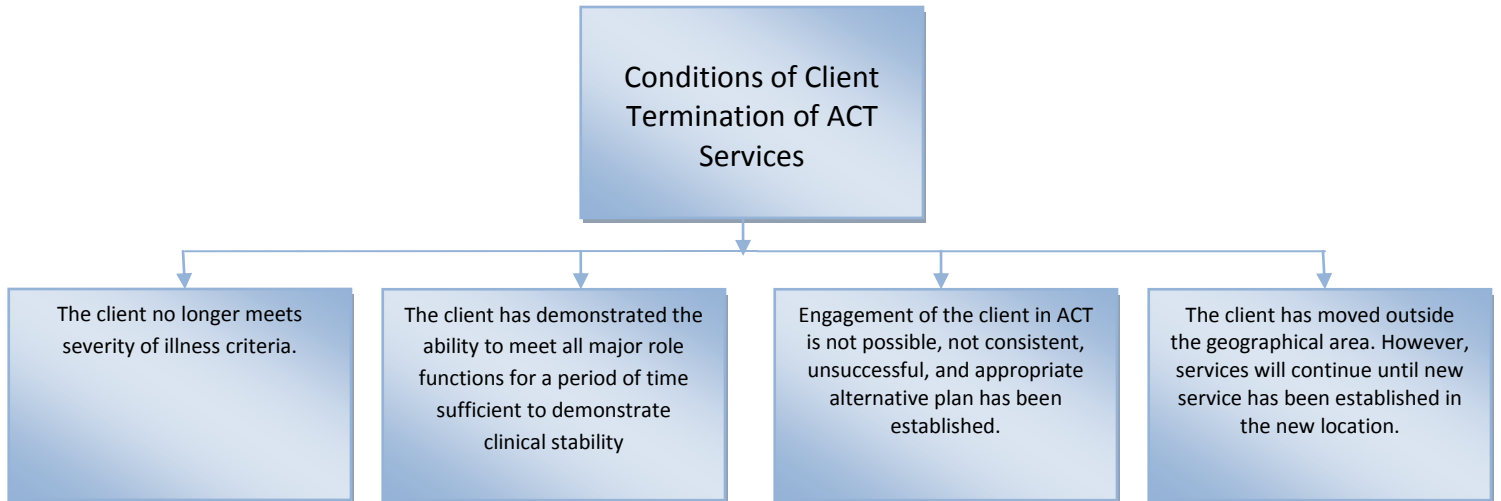 Conditions of Client
Termination of ACT
Services
The client no longer meets
severity of illness criteria.
The client has demonstrated the
ability to meet all major role
functions for a period of time
sufficient to demonstrate
clinical stability
Engagement of the client in ACT
is not possible, not consistent,
unsuccessful, and appropriate
alternative plan has been
established.
The client has moved outside
the geographical area. However,
services will continue until new
service has been established in
the new location.